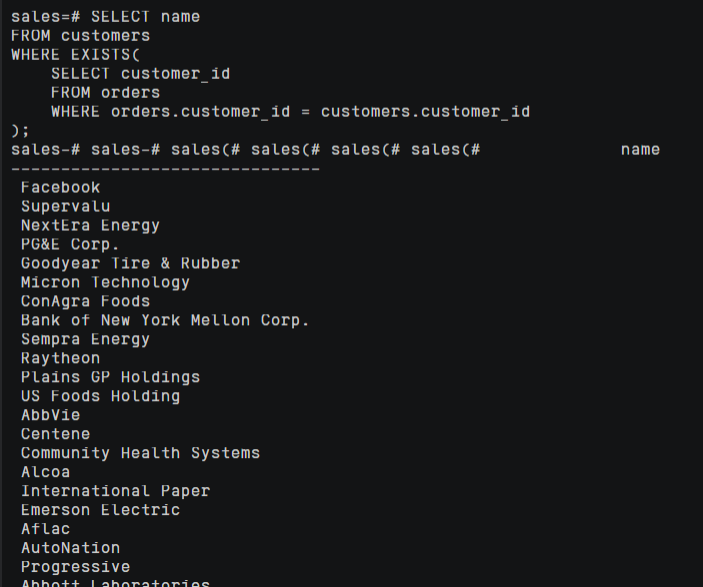 sales=# SELECT name
FROM customers
WHERE EXISTS(
    SELECT customer_id
    FROM orders
    WHERE orders.customer_id = customers.customer_id
);
sales-# sales-# sales(# sales(# sales(# sales(#              name
-------------------------------
 Facebook
 Supervalu
 NextEra Energy
 PG&E Corp.
 Goodyear Tire & Rubber
 Micron Technology
 ConAgra Foods
 Bank of New York Mellon Corp.
 Sempra Energy
 Raytheon
 Plains GP Holdings
 US Foods Holding
 AbbVie
 Centene
 Community Health Systems
 Alcoa
 International Paper
 Emerson Electric
 Aflac
 AutoNation
 Progressive
 Abbott Laboratories